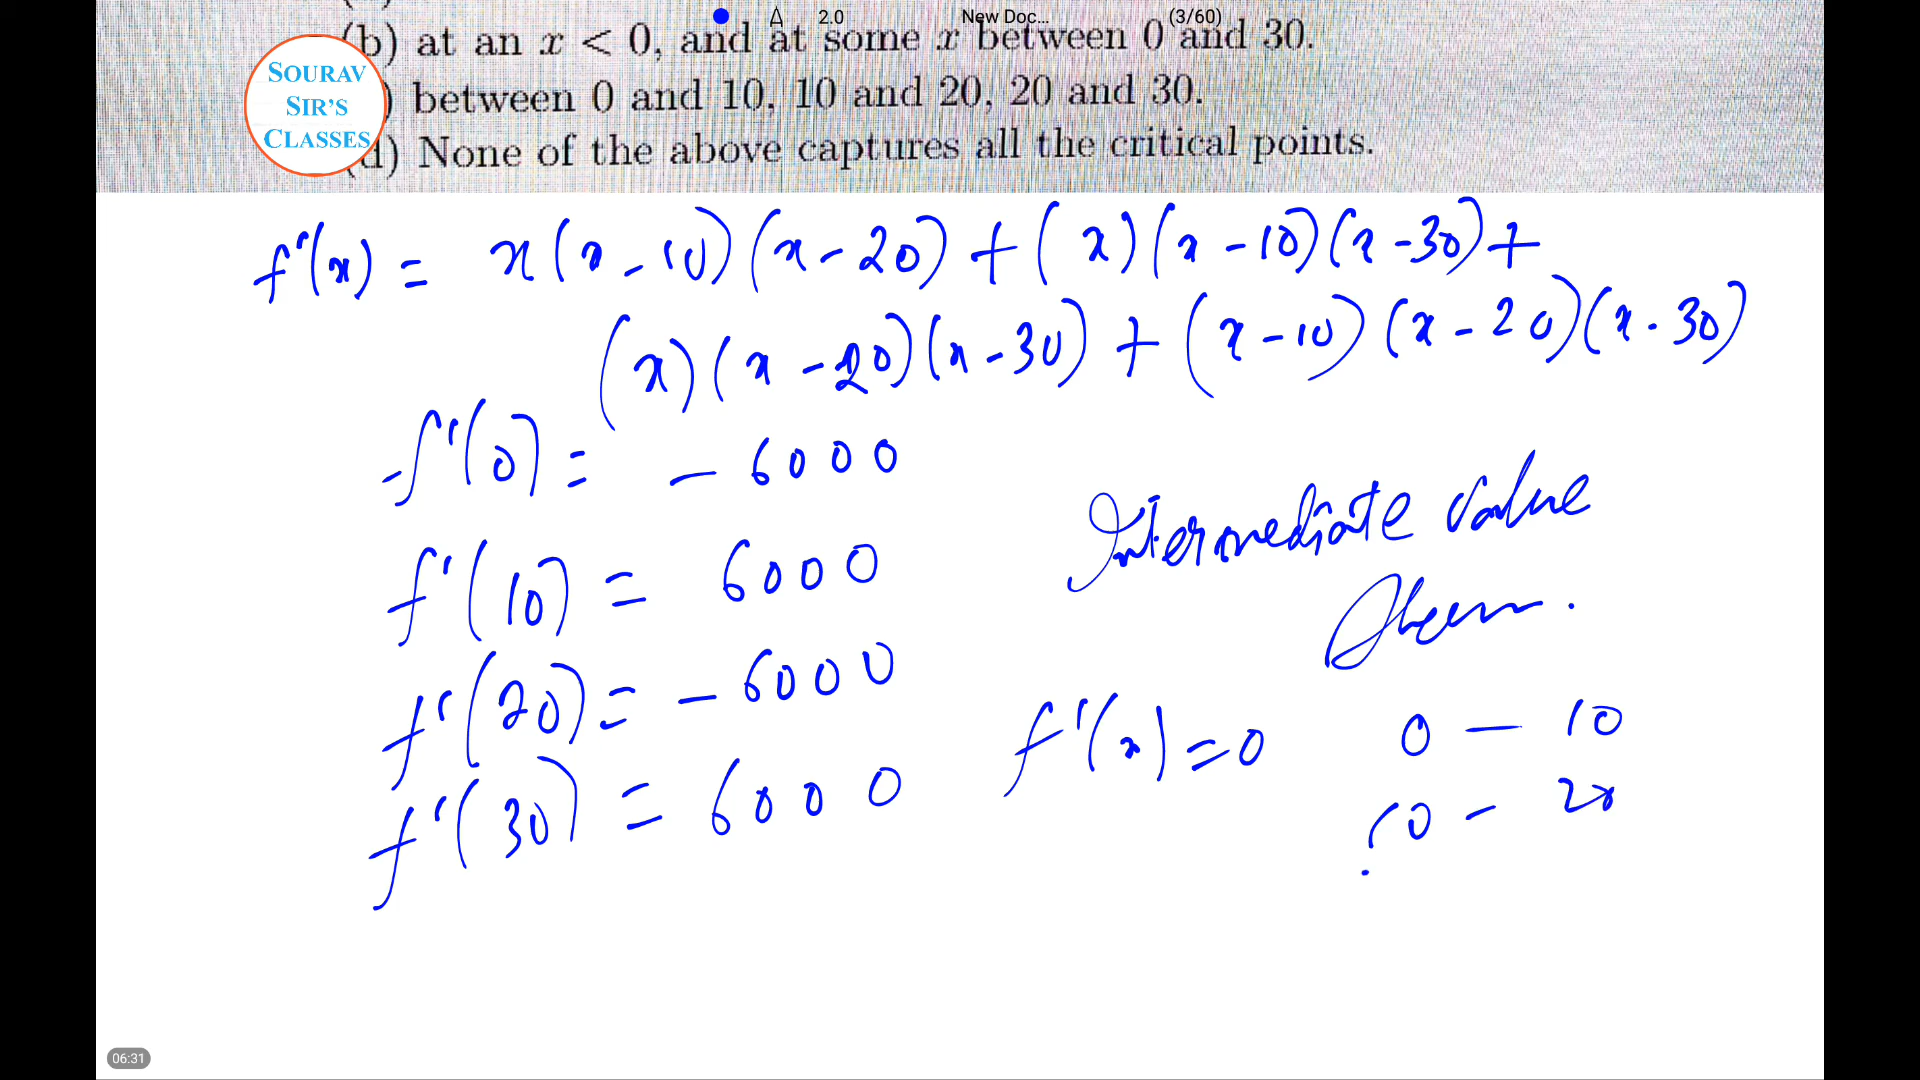 2.0 New Doc... (3/60)
(b) at an x < 0, and at some x between 0 and 30.
) between 0 and 10, 10 and 20, 20 and 30.
d) None of the above captures all the critical points.
SOURAV
SIR'S
CLASSES
f'(x) = x(x-10)(x-20) + (x)(x-10)(x-30) +
(x)(x-20)(x-30) + (x-10)(x-20)(x-30)
f'(0) = - 6000
f'(10) = 6000
Intermediate value
f'(20) = - 6000
f'(x) = 0
0 - 10
f'(30) = 6000
10 - 20
06:31